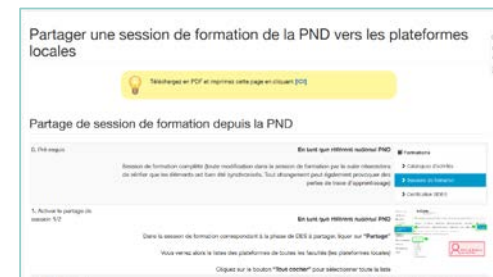 Partager une session de formation de la PND vers les plateformes
locales
Téléchargez en PDF et imprimez cette page en cliquant [ICI]
Partage de session de formation depuis la PND
0. Pré-requis
En tant que référent national PND
Session de formation complète (toute modification dans la session de formation par la suite nécessitera
de vérifier que les éléments ont bien été synchronisés. Tout changement peut également provoquer des
pertes de trace d'apprentissage)
Formations
Catalogues d'activités
Sessions de formation
Certification SIDES
1. Activer le partage de
session 1/2
En tant que référent national PND
Dans la session de formation correspondant à la phase de DES à partager, cliquer sur "Partage"
Vous verrez alors la listes des plateformes de toutes les facultés (les plateformes locales)
Cliquez sur le bouton "Tout cocher" pour sélectionner toute la liste